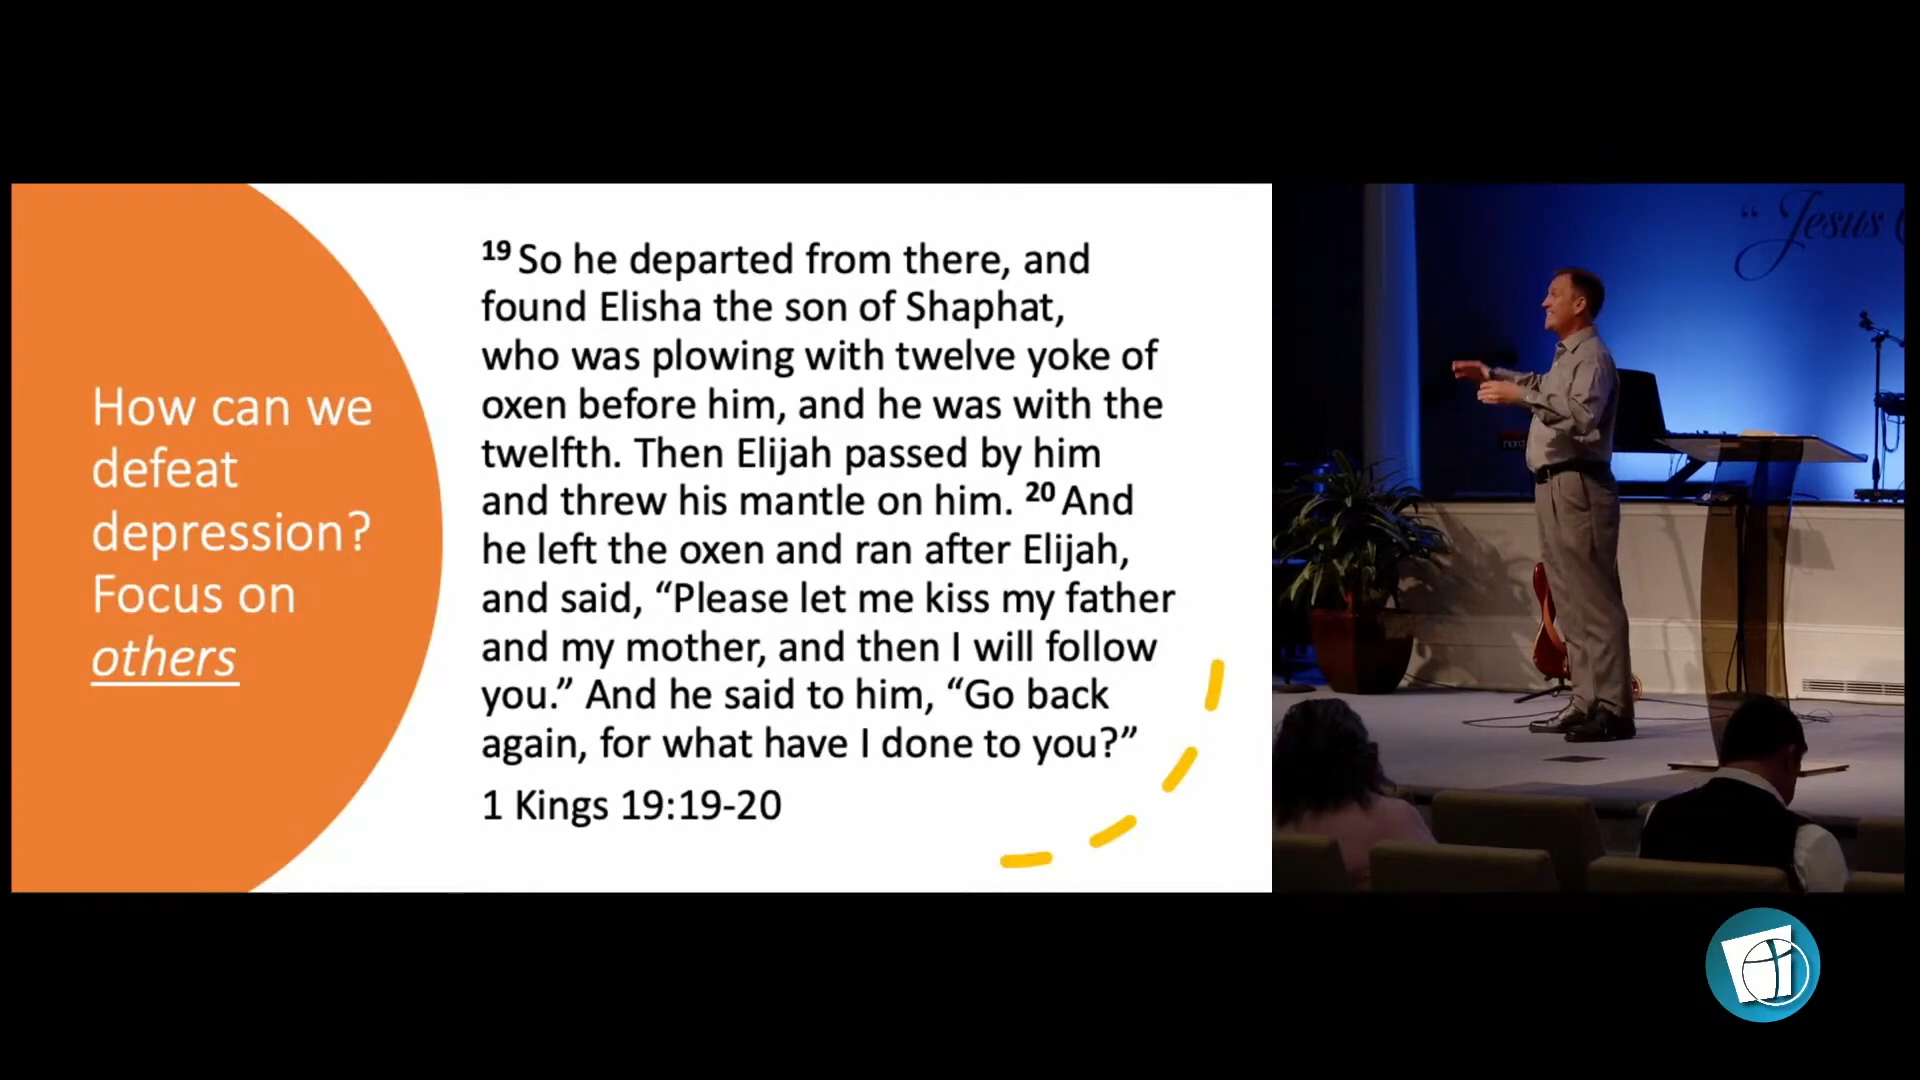 How can we
defeat
depression?
Focus on
others
19 So he departed from there, and
found Elisha the son of Shaphat,
who was plowing with twelve yoke of
oxen before him, and he was with the
twelfth. Then Elijah passed by him
and threw his mantle on him. 20 And
he left the oxen and ran after Elijah,
and said, “Please let me kiss my father
and my mother, and then I will follow
you.” And he said to him, “Go back
again, for what have I done to you?”
1 Kings 19:19-20
“ Jesus
nord